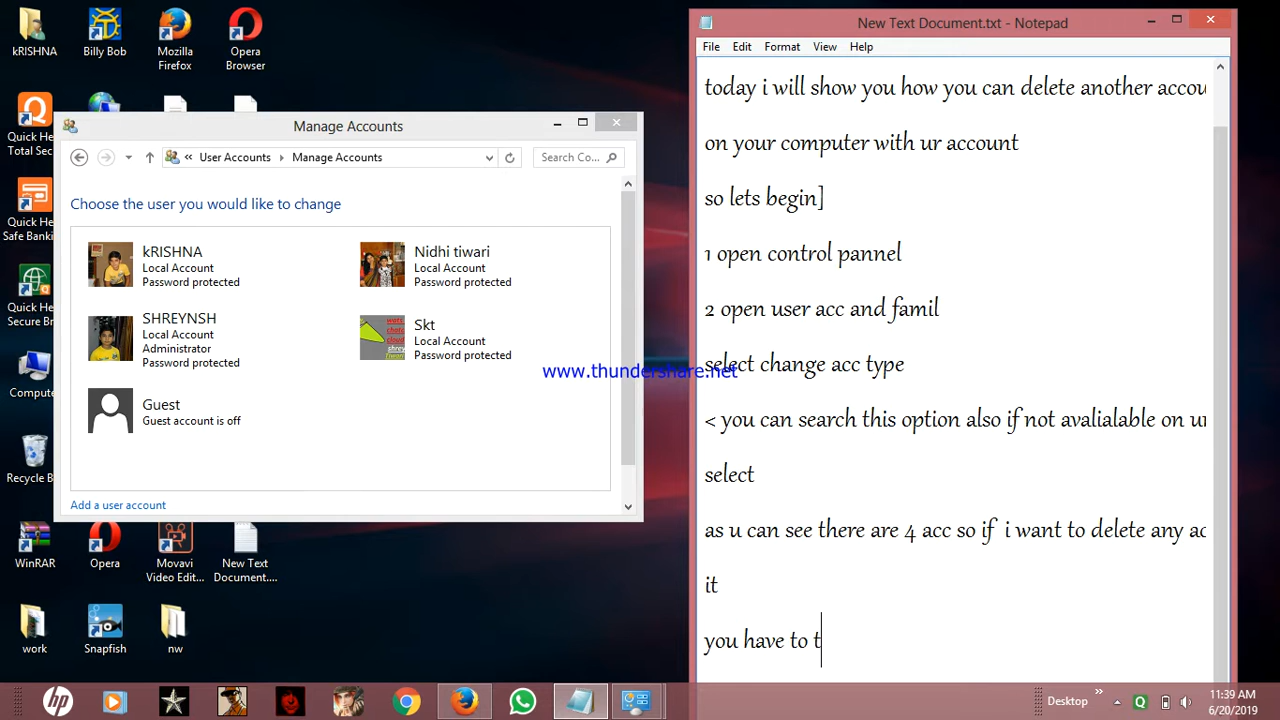 kRISHNA
Billy Bob
Mozilla
Firefox
Opera
Browser
Quick He
Total Sec
Quick He
Safe Banki
Quick He
Secure Br
Compute
Recycle B
WinRAR
Opera
Movavi
Video Edit...
New Text
Document....
work
Snappy
nw
Manage Accounts
« User Accounts Manage Accounts
Search Co...
Choose the user you would like to change
kRISHNA
Local Account
Password protected
Nidhi tiwari
Local Account
Password protected
SHREYNSH
Local Account
Administrator
Password protected
Skt
Local Account
Password protected
Guest
Guest account is off
Add a user account
www.thundershare.net
New Text Document.txt - Notepad
File Edit Format View Help
today i will show you how you can delete another accou
on your computer with ur account
so lets begin]
1 open control pannel
2 open user acc and famil
select change acc type
< you can search this option also if not avalialable on ur
select
as u can see there are 4 acc so if i want to delete any ac
it
you have to t
hp
Desktop »
11:39 AM
6/20/2019